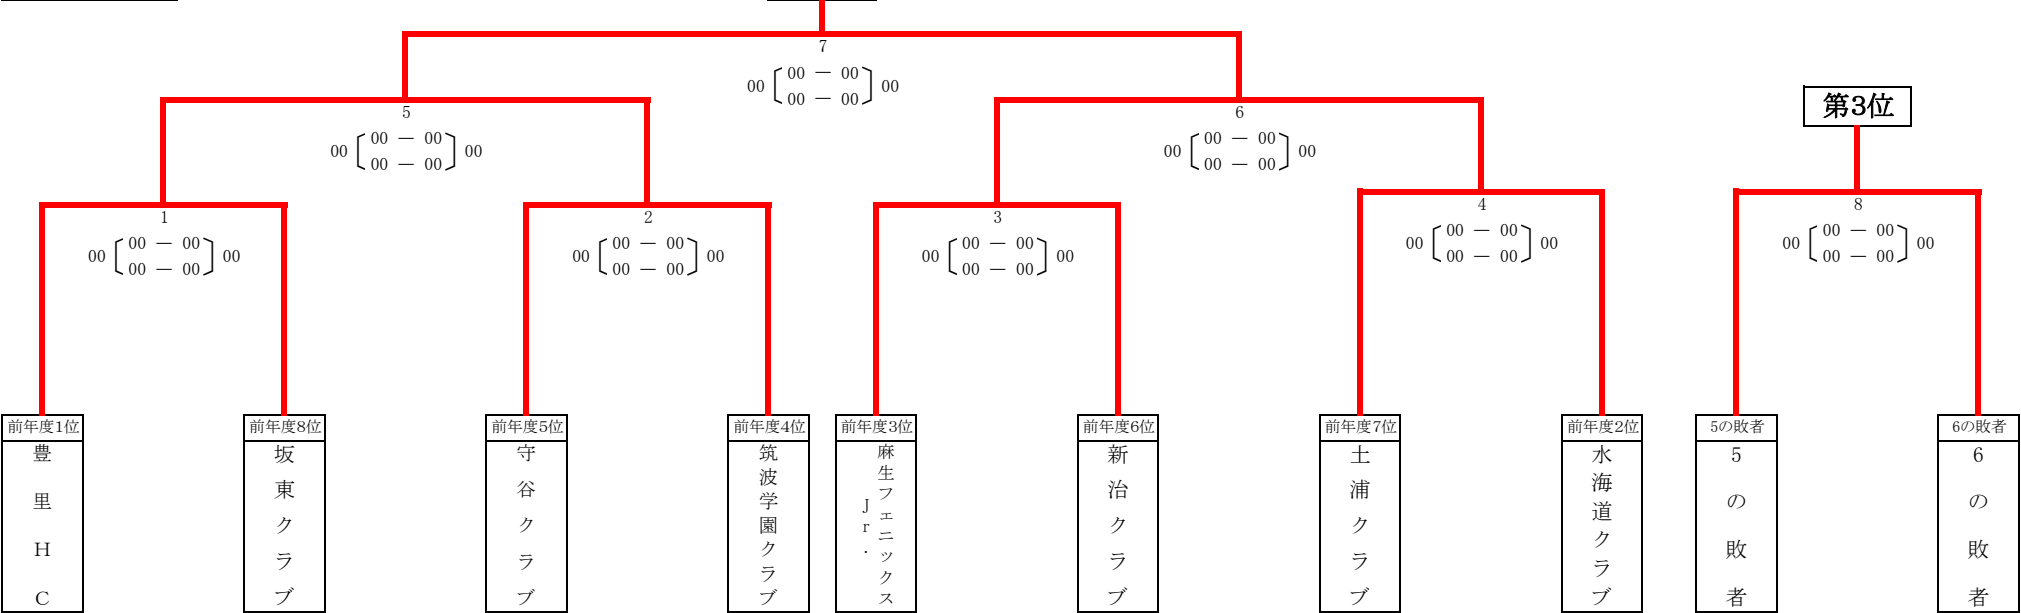 7
00 〔 00 － 00 〕 00
00 － 00
第3位
5
00 〔 00 － 00 〕 00
00 － 00
6
00 〔 00 － 00 〕 00
00 － 00
1
00 〔 00 － 00 〕 00
00 － 00
2
00 〔 00 － 00 〕 00
00 － 00
3
00 〔 00 － 00 〕 00
00 － 00
4
00 〔 00 － 00 〕 00
00 － 00
8
00 〔 00 － 00 〕 00
00 － 00
前年度1位
豊里ＨＣ
前年度8位
坂東クラブ
前年度5位
守谷クラブ
前年度4位
筑波学園クラブ
前年度3位
麻生フェニックス
Jr.
前年度6位
新治クラブ
前年度7位
土浦クラブ
前年度2位
水海道クラブ
5の敗者
5の敗者
6の敗者
6の敗者